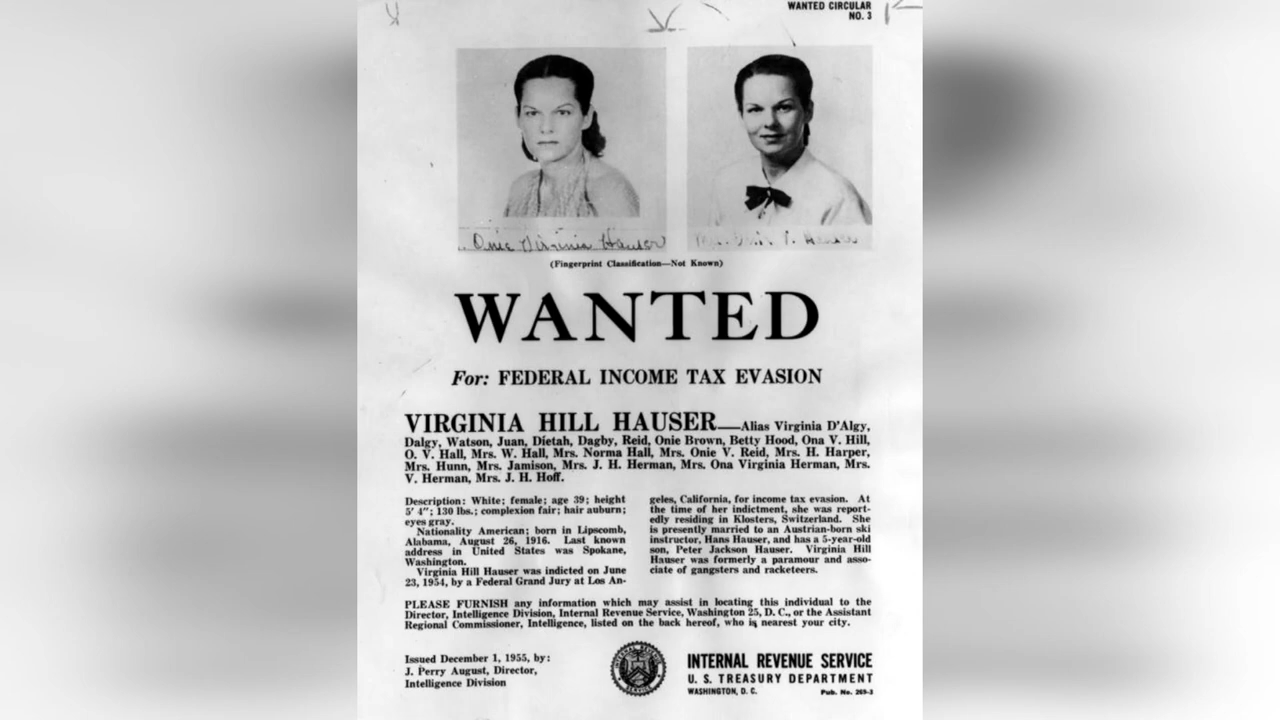 WANTED CIRCULAR
NO. 3
Onie Virginia Hauser
V. Hauser
(Fingerprint Classification—Not Known)
WANTED
For: FEDERAL INCOME TAX EVASION
VIRGINIA HILL HAUSER—Alias Virginia D'Algy,
Dalgy, Watson, Juan, Dietah, Dagby, Reid, Onie Brown, Betty Hood, Ona V. Hill,
O. V. Hall, Mrs. W. Hall, Mrs. Norma Hall, Mrs. Onie V. Reid, Mrs. H. Harper,
Mrs. Hunn, Mrs. Jamison, Mrs. J. H. Herman, Mrs. Ona Virginia Herman, Mrs.
V. Herman, Mrs. J. H. Hoff.
Description: White; female; age 39; height
5' 4"; 130 lbs.; complexion fair; hair auburn;
eyes gray.
Nationality American; born in Lipscomb,
Alabama, August 26, 1916. Last known
address in United States was Spokane,
Washington.
Virginia Hill Hauser was indicted on June
23, 1954, by a Federal Grand Jury at Los An-
geles, California, for income tax evasion. At
the time of her indictment, she was report-
edly residing in Klosters, Switzerland. She
is presently married to an Austrian-born ski
instructor, Hans Hauser, and has a 5-year-old
son, Peter Jackson Hauser. Virginia Hill
Hauser was formerly a paramour and asso-
ciate of gangsters and racketeers.
PLEASE FURNISH any information which may assist in locating this individual to the
Director, Intelligence Division, Internal Revenue Service, Washington 25, D. C., or the Assistant
Regional Commissioner, Intelligence, listed on the back hereof, who is nearest your city.
Issued December 1, 1955, by:
J. Perry August, Director,
Intelligence Division
INTERNAL REVENUE SERVICE
U. S. TREASURY DEPARTMENT
WASHINGTON, D. C. Pub. No. 269-3